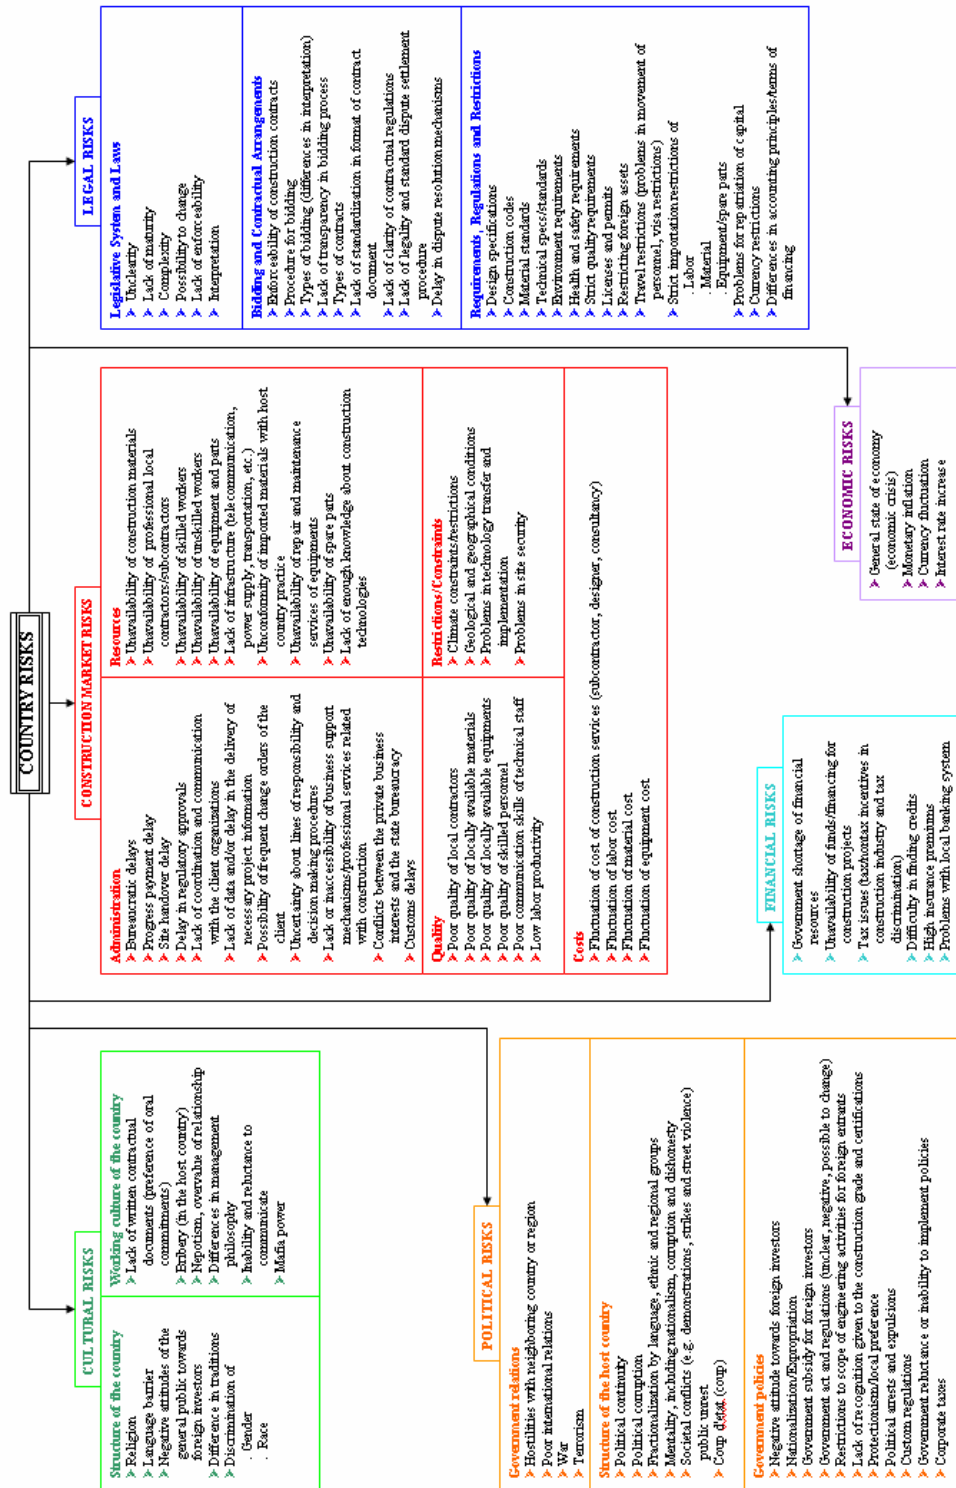 COUNTRY RISKS
CULTURAL RISKS
Structure of the country
➢ Religion
➢ Language barrier
➢ Negative attitudes of the
general public towards
foreign investors
➢ Difference in traditions
➢ Discrimination of
. Gender
. Race
Working culture of the country
➢ Lack of written contractual
documents (preference of oral
commitments)
➢ Bribery (in the host country)
➢ Nepotism, overvalue of relationship
➢ Differences in management
philosophy
➢ Inability and reluctance to
communicate
➢ Mafia power
CONSTRUCTION MARKET RISKS
Administration
➢ Bureaucratic delays
➢ Progress payment delay
➢ Site handover delay
➢ Delay in regulatory approvals
➢ Lack of coordination and communication
with the client organizations
➢ Lack of data and/or delay in the delivery of
necessary project information
➢ Possibility of frequent change orders of the
client
➢ Uncertainty about lines of responsibility and
decision making procedures
➢ Lack or inaccessibility of business support
mechanisms/professional services related
with construction
➢ Conflicts between the private business
interests and the state bureaucracy
➢ Customs delays
Resources
➢ Unavailability of construction materials
➢ Unavailability of professional local
contractors/subcontractors
➢ Unavailability of skilled workers
➢ Unavailability of unskilled workers
➢ Unavailability of equipment and parts
➢ Lack of infrastructure (telecommunication,
power supply, transportation, etc.)
➢ Unconformity of imported materials with host
country practice
➢ Unavailability of repair and maintenance
services of equipments
➢ Unavailability of spare parts
➢ Lack of enough knowledge about construction
technologies
Quality
➢ Poor quality of local contractors
➢ Poor quality of locally available materials
➢ Poor quality of locally available equipments
➢ Poor quality of skilled personnel
➢ Poor communication skills of technical staff
➢ Low labor productivity
Restrictions/Constraints
➢ Climate constraints/restrictions
➢ Geological and geographical conditions
➢ Problems in technology transfer and
implementation
➢ Problems in site security
Costs
➢ Fluctuation of cost of construction services (subcontractor, designer, consultancy)
➢ Fluctuation of labor cost
➢ Fluctuation of material cost
➢ Fluctuation of equipment cost
LEGAL RISKS
Legislative System and Laws
➢ Unclearity
➢ Lack of maturity
➢ Complexity
➢ Possibility to change
➢ Lack of enforceability
➢ Interpretation
Bidding and Contractual Arrangements
➢ Enforceability of construction contracts
➢ Procedure for bidding
➢ Types of bidding (differences in interpretation)
➢ Lack of transparency in bidding process
➢ Types of contracts
➢ Lack of standardization in format of contract
document
➢ Lack of clarity of contractual regulations
➢ Lack of legality and standard dispute settlement
procedure
➢ Delay in dispute resolution mechanisms
Requirements, Regulations and Restrictions
➢ Design specifications
➢ Construction codes
➢ Material standards
➢ Technical specs/standards
➢ Environment requirements
➢ Health and safety requirements
➢ Strict quality requirements
➢ Licenses and permits
➢ Restricting foreign assets
➢ Travel restrictions (problems in movement of
personnel, visa restrictions)
➢ Strict importation restrictions of
. Labor
. Material
. Equipment/spare parts
➢ Problems for repatriation of capital
➢ Currency restrictions
➢ Differences in accounting principles/terms of
financing
POLITICAL RISKS
Government relations
➢ Hostilities with neighboring country or region
➢ Poor international relations
➢ War
➢ Terrorism
Structure of the host country
➢ Political continuity
➢ Political corruption
➢ Fractionalization by language, ethnic and regional groups
➢ Mentality, including nationalism, corruption and dishonesty
➢ Societal conflicts (e.g. demonstrations, strikes and street violence)
public unrest
➢ Coup d'etat (coup)
Government policies
➢ Negative attitude towards foreign investors
➢ Nationalization/Expropriation
➢ Government subsidy for foreign investors
➢ Government act and regulations (unclear, negative, possible to change)
➢ Restrictions to scope of engineering activities for foreign entrants
➢ Lack of recognition given to the construction grade and certifications
➢ Protectionism/local preference
➢ Political arrests and expulsions
➢ Custom regulations
➢ Government reluctance or inability to implement policies
➢ Corporate taxes
FINANCIAL RISKS
➢ Government shortage of financial
resources
➢ Unavailability of funds/financing for
construction projects
➢ Tax issues (tax/nontax incentives in
construction industry and tax
discrimination)
➢ Difficulty in finding credits
➢ High insurance premiums
➢ Problems with local banking system
ECONOMIC RISKS
➢ General state of economy
(economic crisis)
➢ Monetary inflation
➢ Currency fluctuation
➢ Interest rate increase